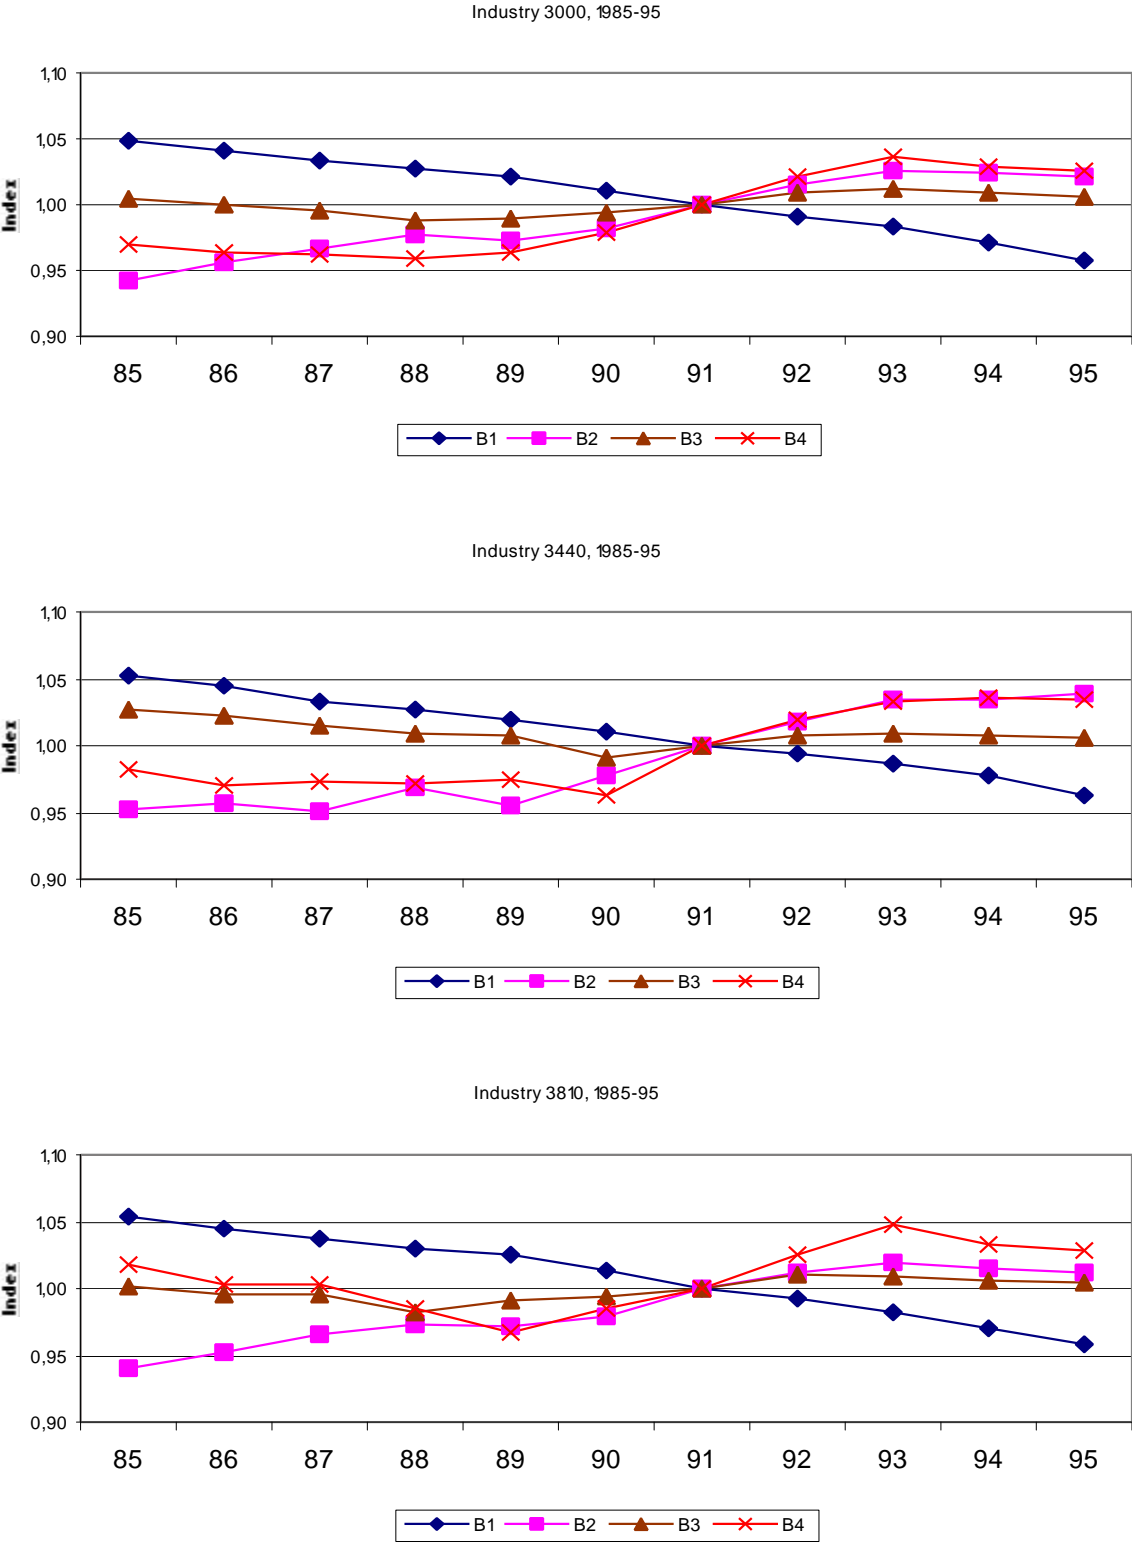 Industry 3000, 1985-95
1,10
1,05
1,00
0,95
0,90
Index
85 86 87 88 89 90 91 92 93 94 95
B1 B2 B3 B4
Industry 3440, 1985-95
1,10
1,05
1,00
0,95
0,90
Index
85 86 87 88 89 90 91 92 93 94 95
B1 B2 B3 B4
Industry 3810, 1985-95
1,10
1,05
1,00
0,95
0,90
Index
85 86 87 88 89 90 91 92 93 94 95
B1 B2 B3 B4